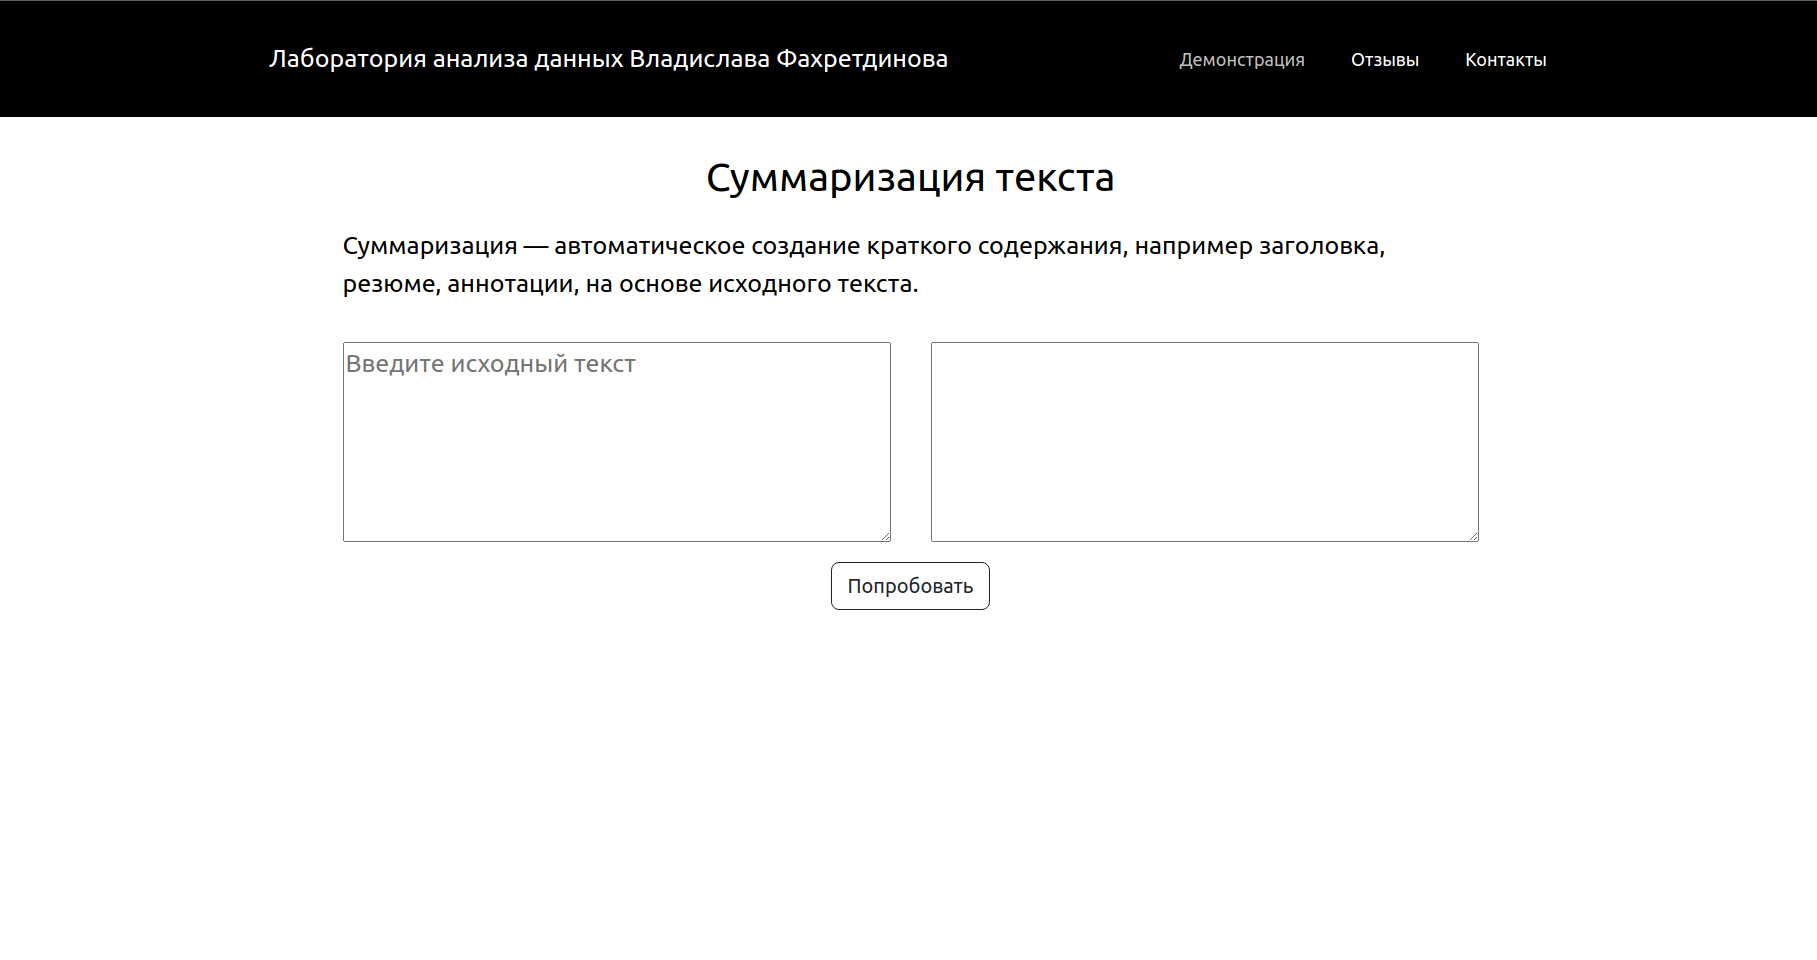 Лаборатория анализа данных Владислава Фахретдинова
Демонстрация
Отзывы
Контакты
Суммаризация текста
Суммаризация — автоматическое создание краткого содержания, например заголовка,
резюме, аннотации, на основе исходного текста.
Введите исходный текст
Попробовать